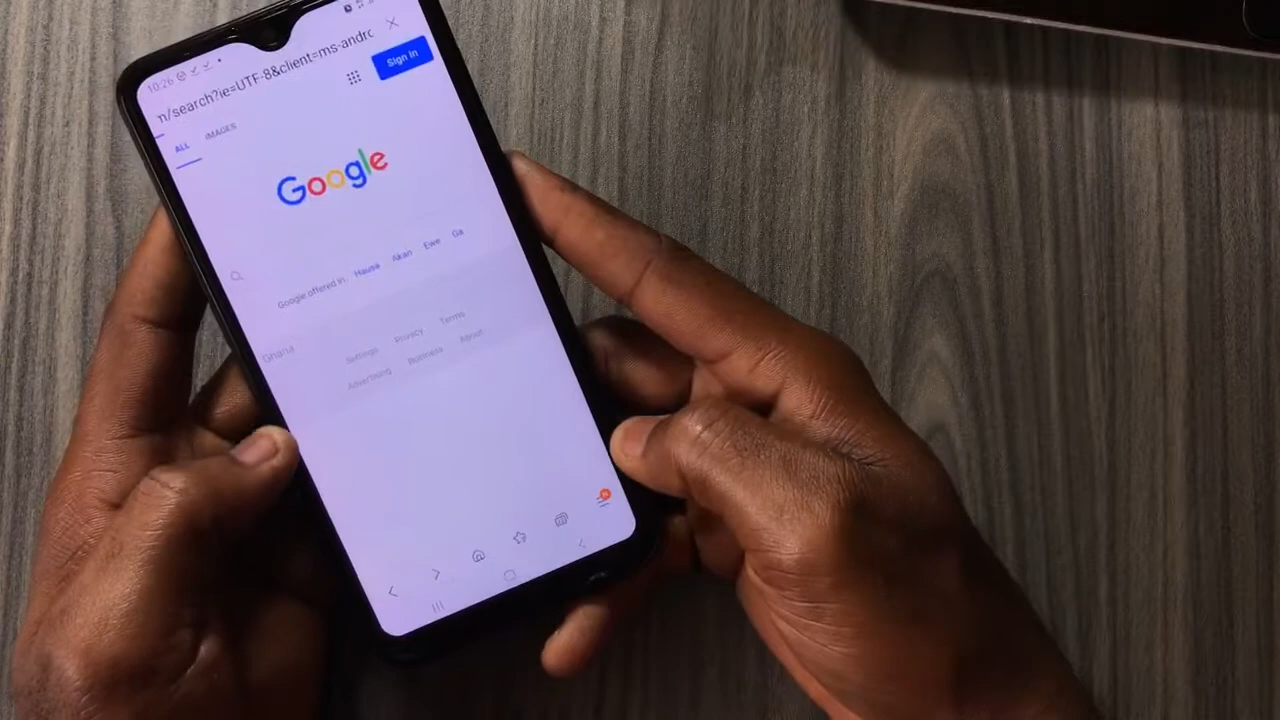 10:26
n/search?ie=UTF-8&client=ms-andro
Sign in
ALL IMAGES
Google
Google offered in: Hausa Akan Ewe Ga
Ghana
Settings Privacy Terms
Advertising Business About